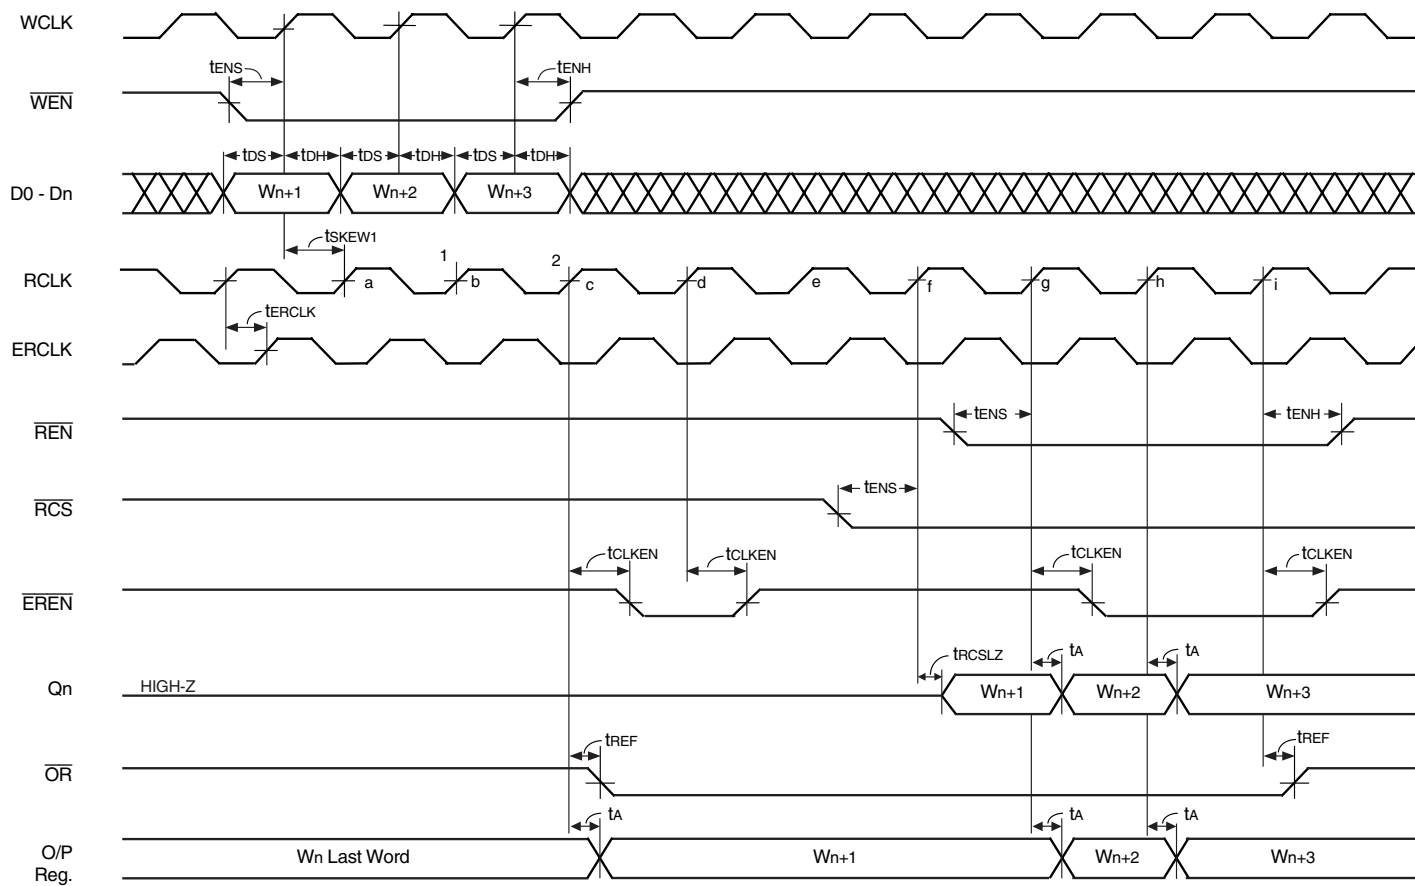 WCLK
tENS
tENH
WEN
tDS tDH tDS tDH tDS tDH
D0 - Dn Wn+1 Wn+2 Wn+3
tSKEW1
1 2
RCLK a b c d e f g h i
tERCLK
ERCLK
REN tENS tENH
RCS tENS
tCLKEN tCLKEN tCLKEN tCLKEN
EREN
tRCSLZ tA tA
Qn HIGH-Z Wn+1 Wn+2 Wn+3
tREF tREF
OR
tA tA tA
O/P Reg. Wn Last Word Wn+1 Wn+2 Wn+3